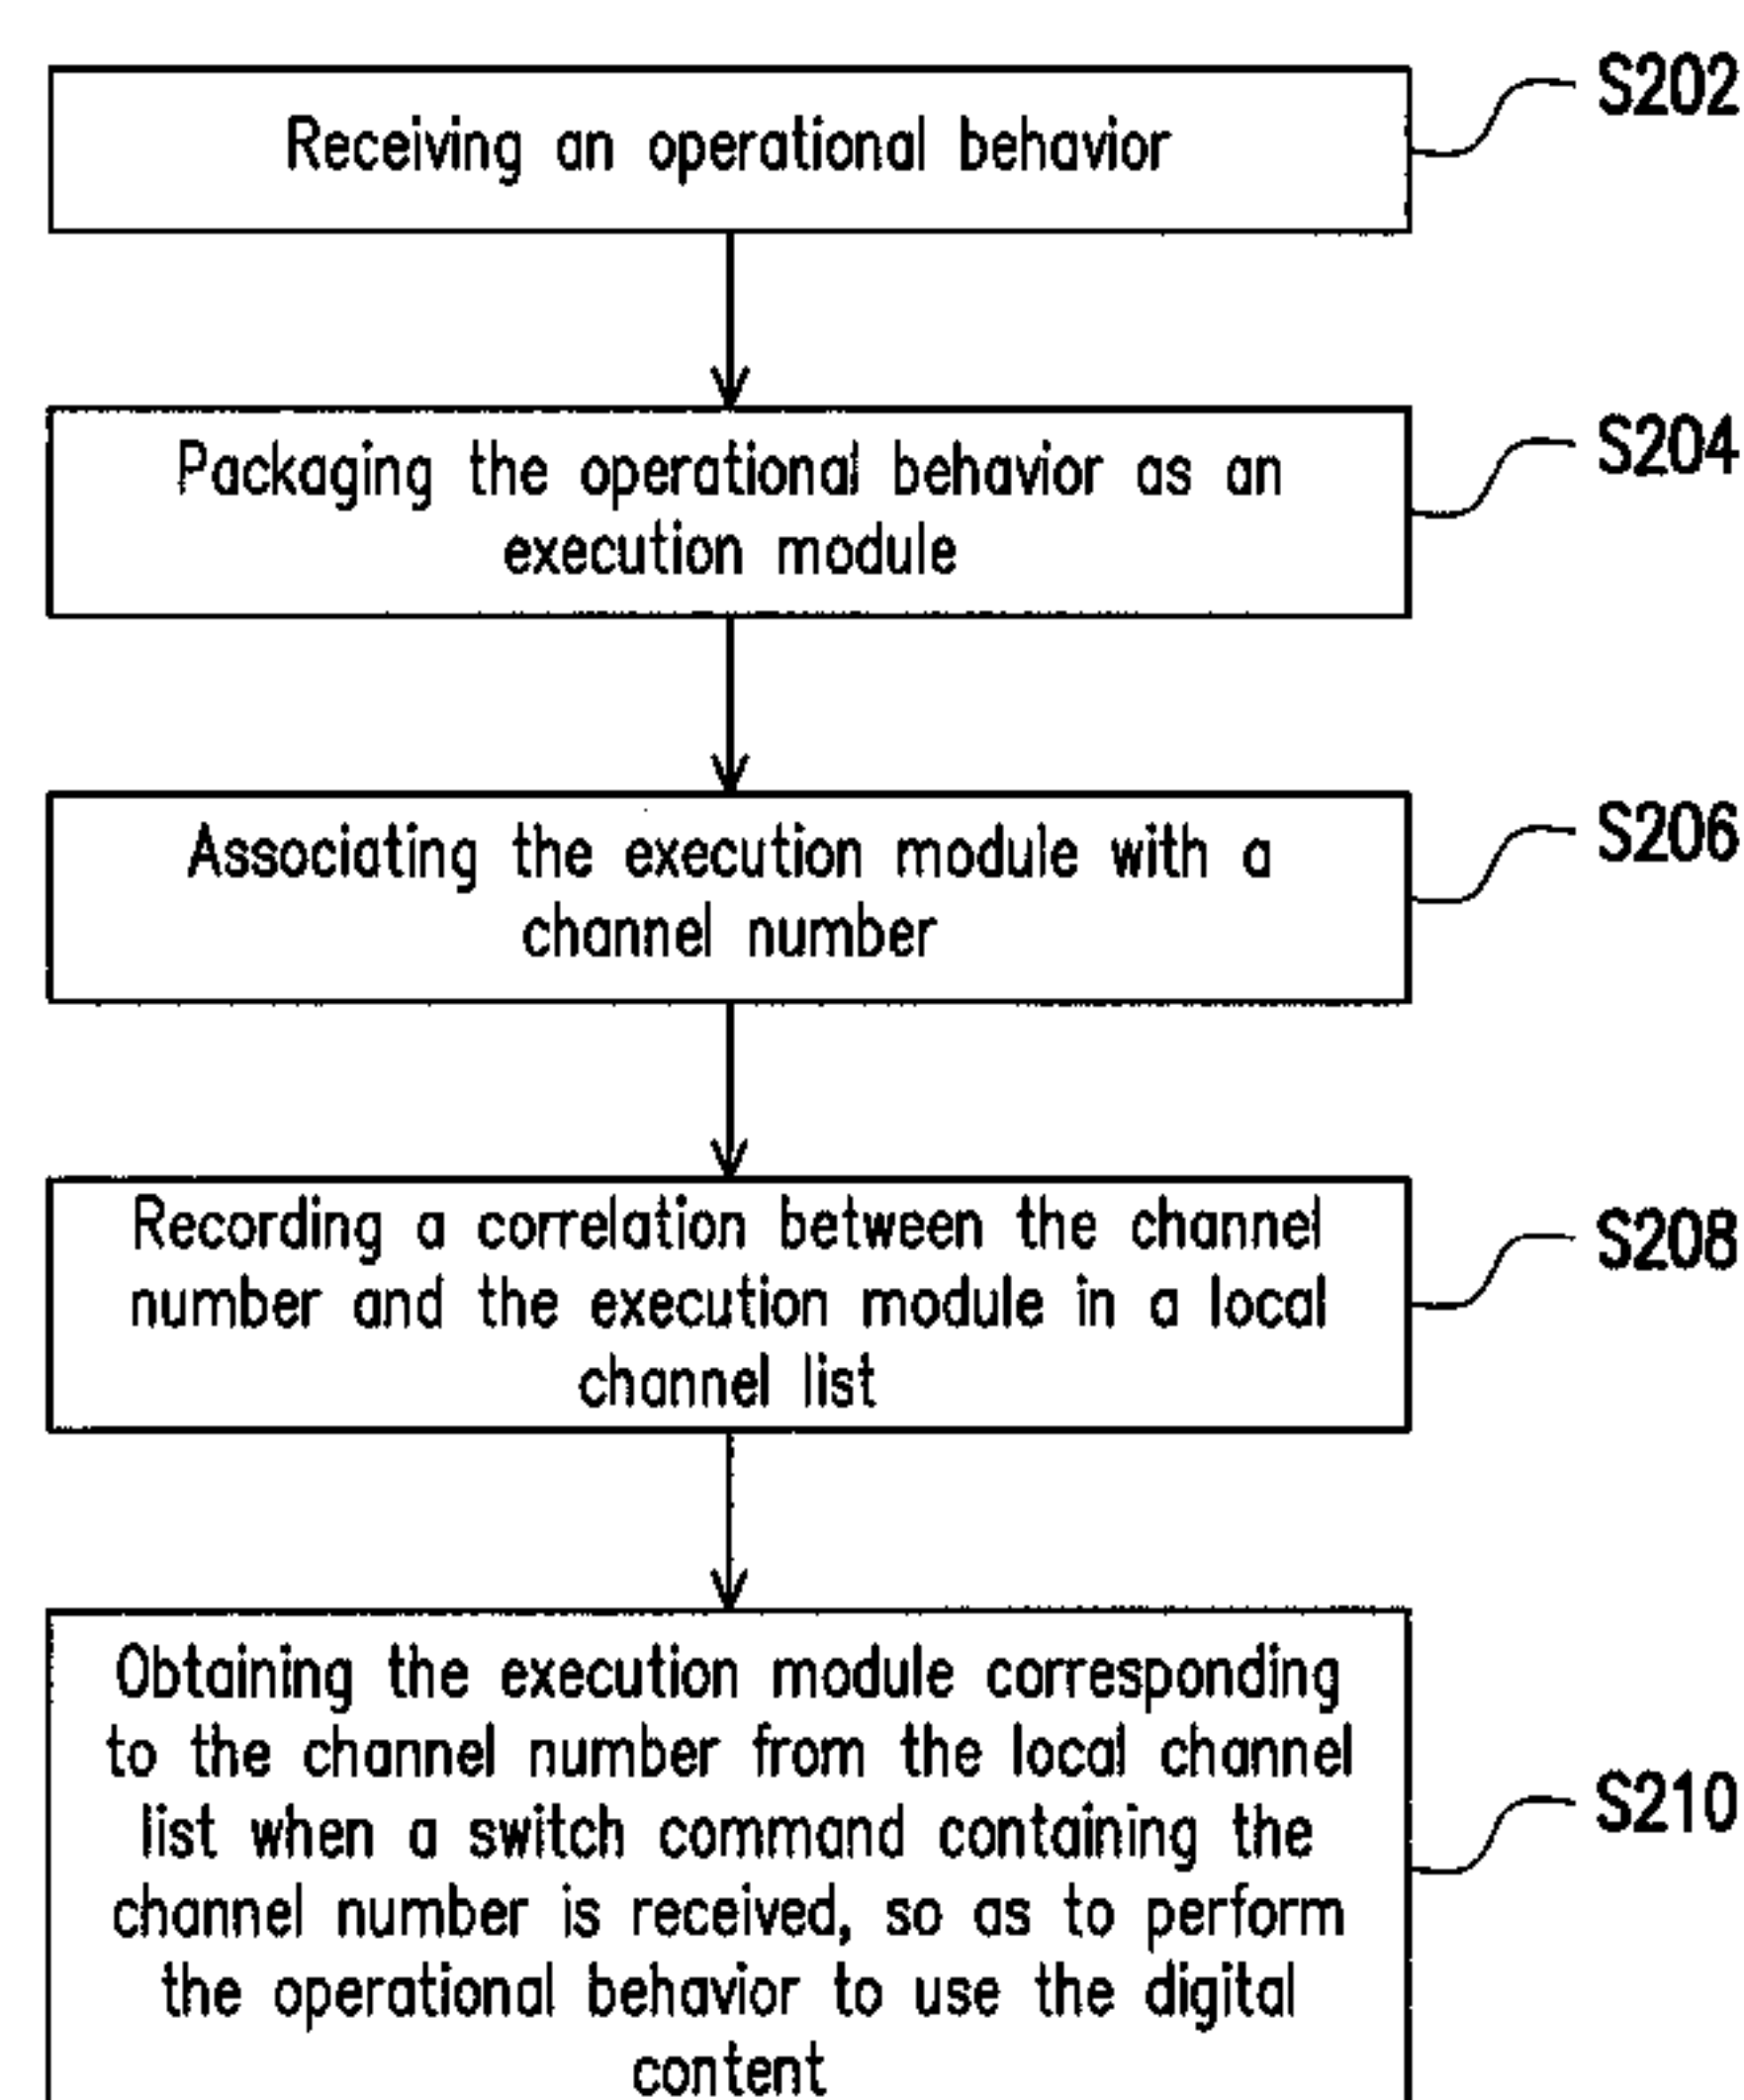 Receiving an operational behavior
S202
Packaging the operational behavior as an
execution module
S204
Associating the execution module with a
channel number
S206
Recording a correlation between the channel
number and the execution module in a local
channel list
S208
Obtaining the execution module corresponding
to the channel number from the local channel
list when a switch command containing the
channel number is received, so as to perform
the operational behavior to use the digital
content
S210